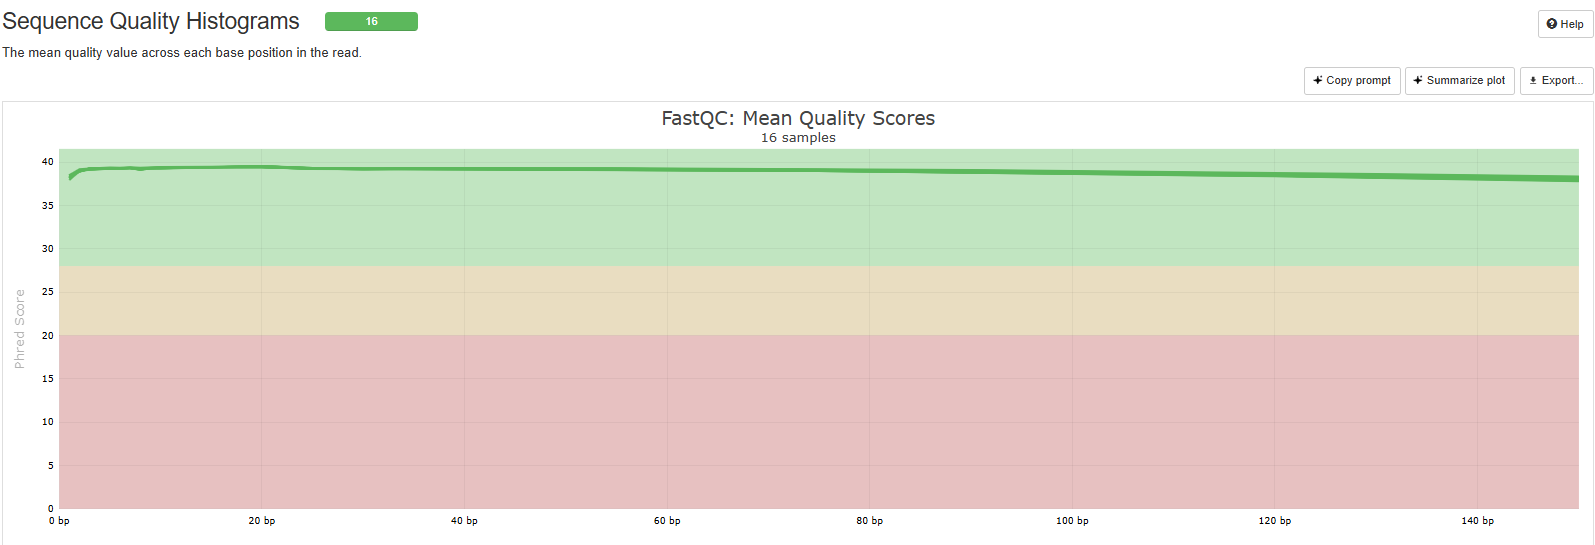 Sequence Quality Histograms 16
Help
The mean quality value across each base position in the read.
Copy prompt Summarize plot Export...
FastQC: Mean Quality Scores
16 samples
40
35
30
25
20
15
10
5
0
Phred Score
0 bp 20 bp 40 bp 60 bp 80 bp 100 bp 120 bp 140 bp